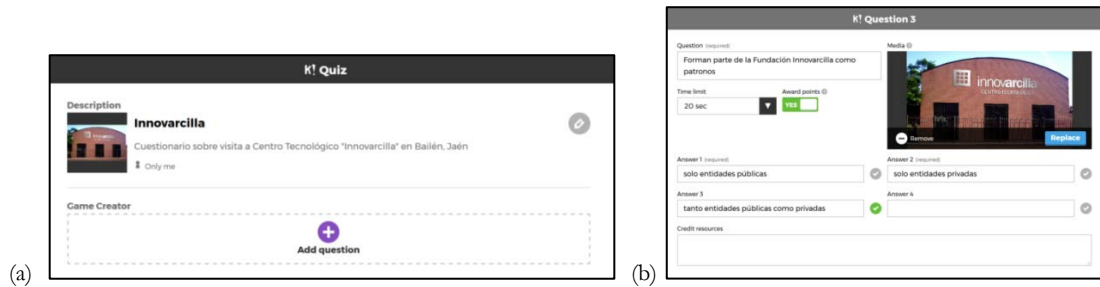 K! Quiz
Description
Innovarcilla
Cuestionario sobre visita a Centro Tecnológico "Innovarcilla" en Bailén, Jaén
Only me
Game Creator
Add question
(a)
K! Question 3
Question (required)
Forman parte de la Fundación Innovarcilla como
patronos
Media
innovarcilla
Time limit
Award points
20 sec
YES
Remove
Replace
Answer 1 (required)
Answer 2 (required)
solo entidades públicas
solo entidades privadas
Answer 3
Answer 4
tanto entidades públicas como privadas
Credit resources
(b)